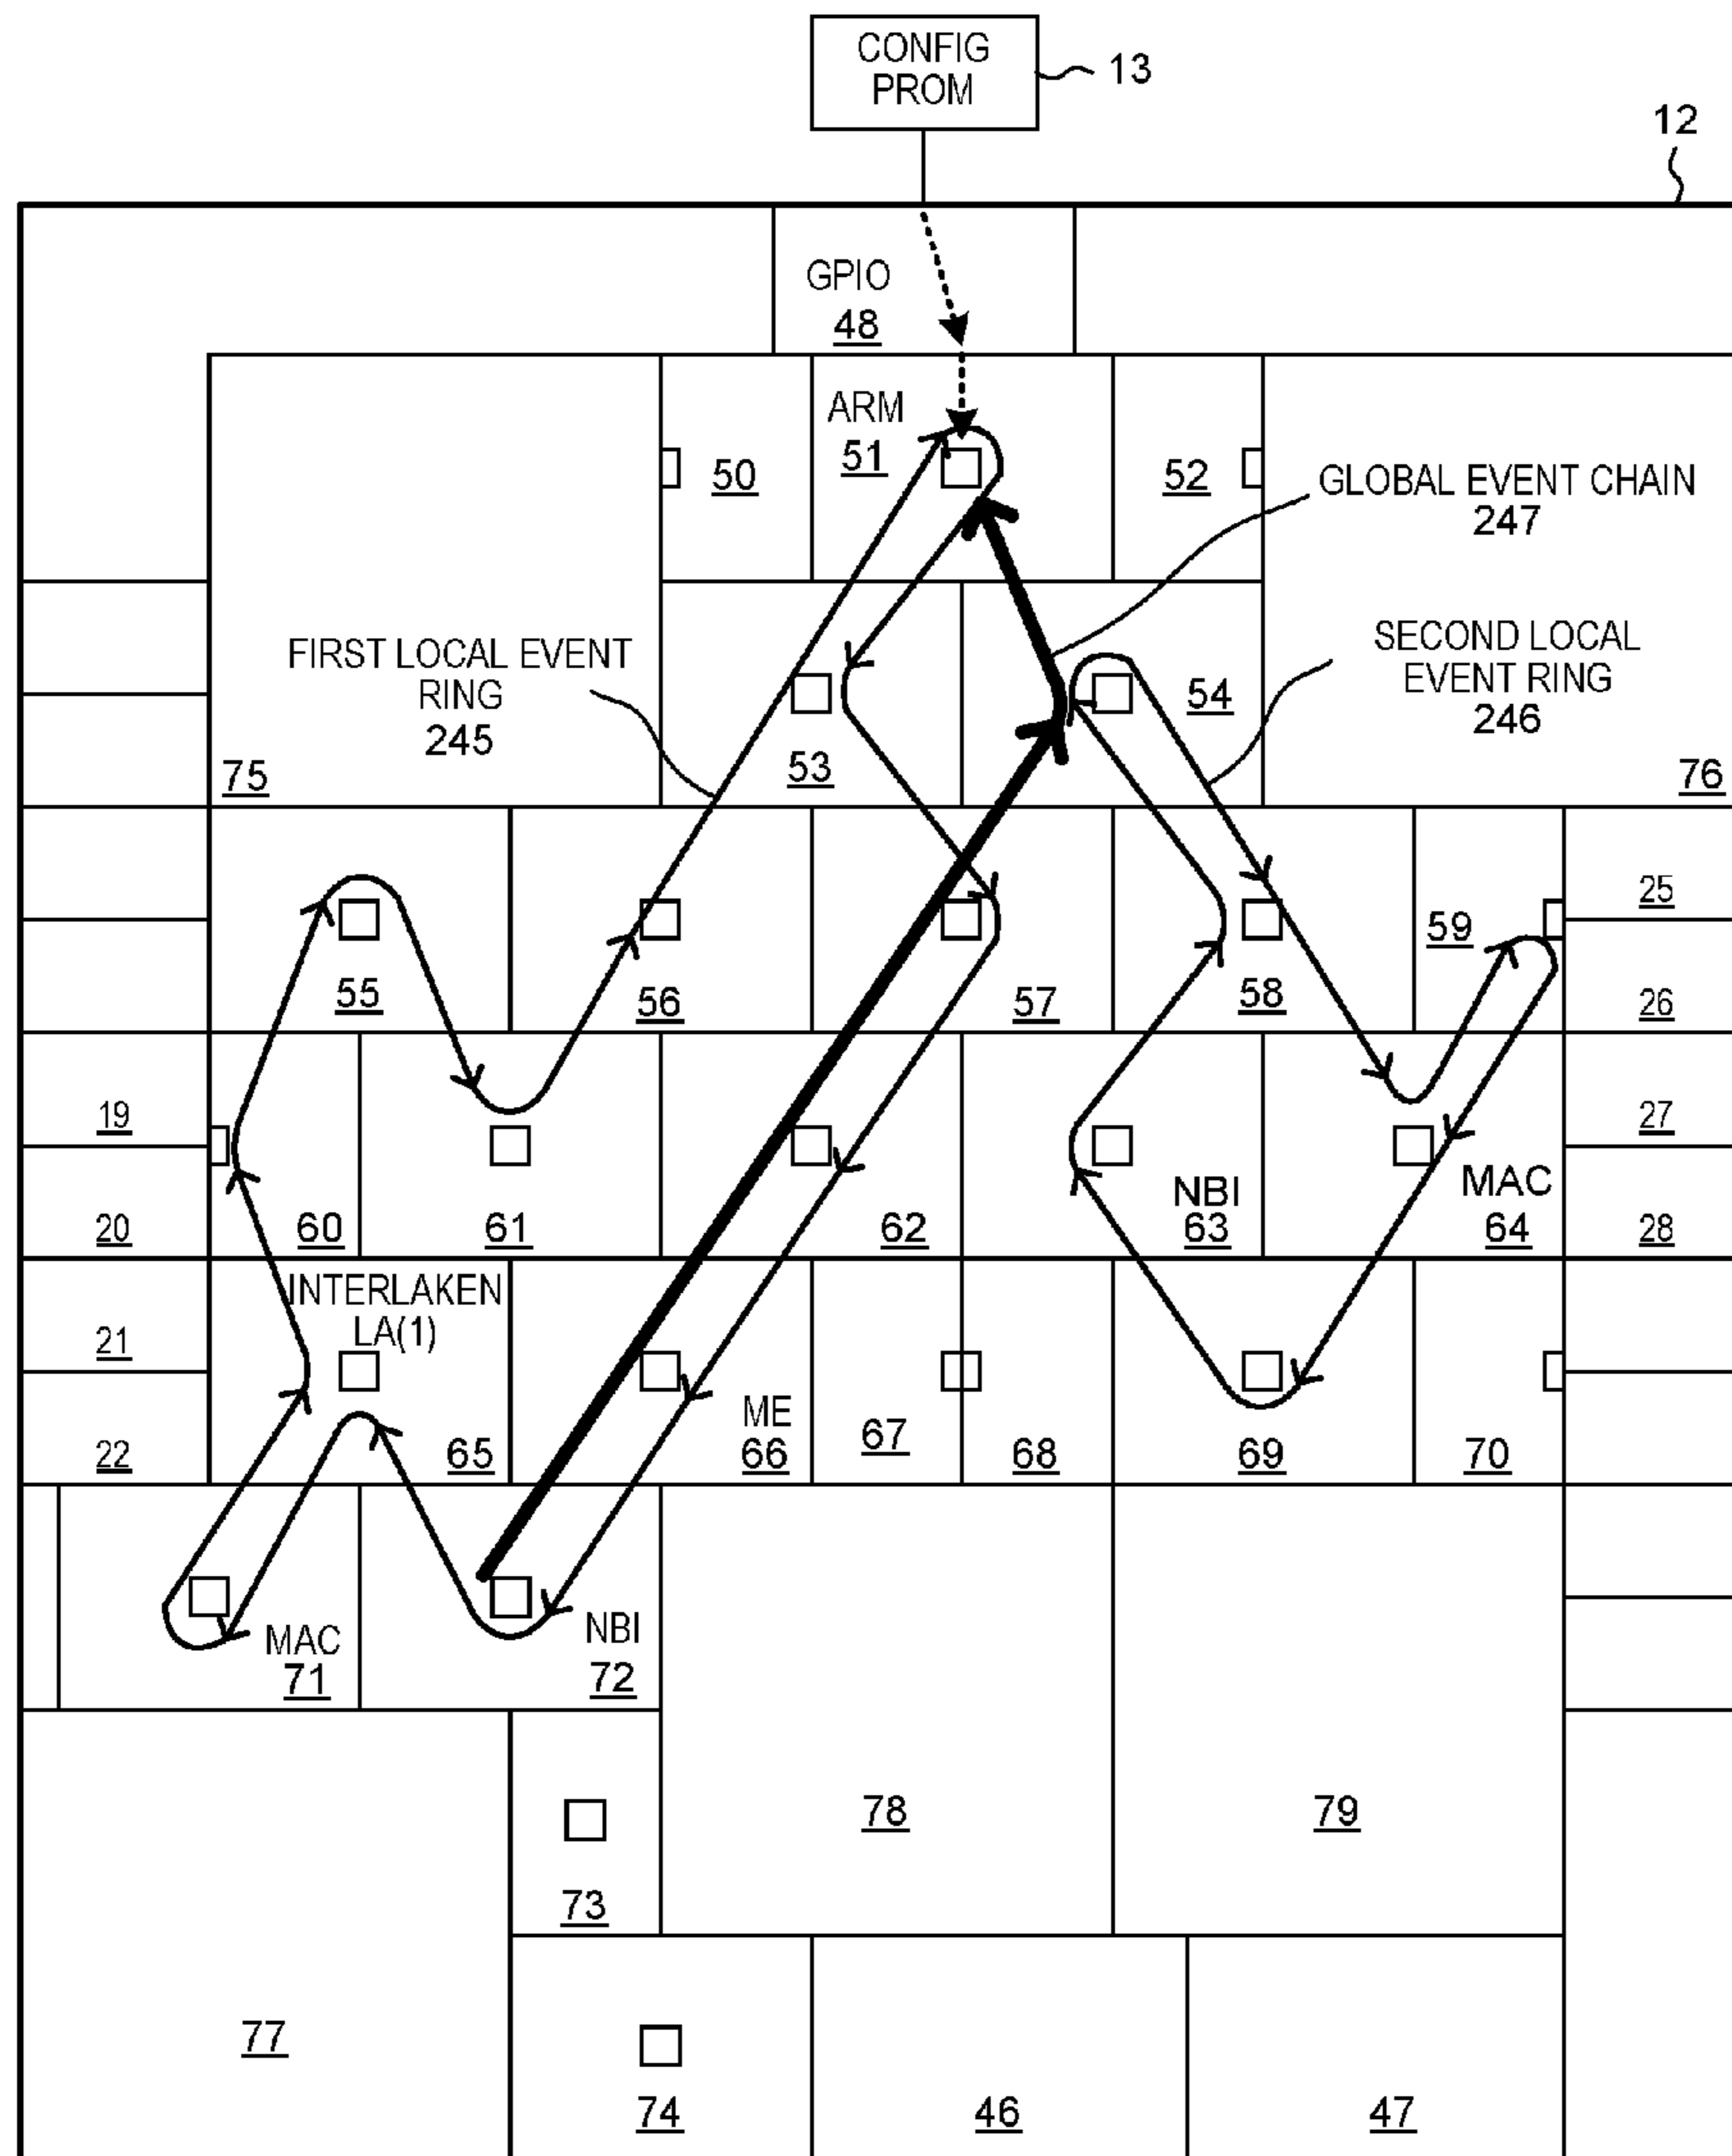 CONFIG
PROM
13
12
GPIO
48
ARM
51
50
52
GLOBAL EVENT CHAIN
247
FIRST LOCAL EVENT
RING
245
SECOND LOCAL
EVENT RING
246
54
53
75
76
25
59
55
56
57
58
26
19
27
NBI
63
MAC
64
20
60
61
62
28
INTERLAKEN
LA(1)
21
ME
66
67
22
65
68
69
70
MAC
71
NBI
72
78
79
73
77
74
46
47